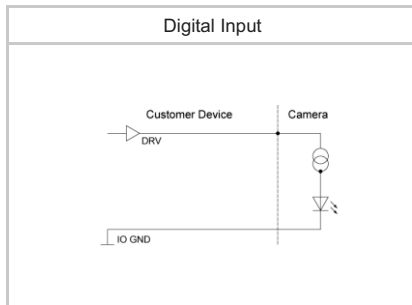 Digital Input
Customer Device
Camera
DRV
IO GND